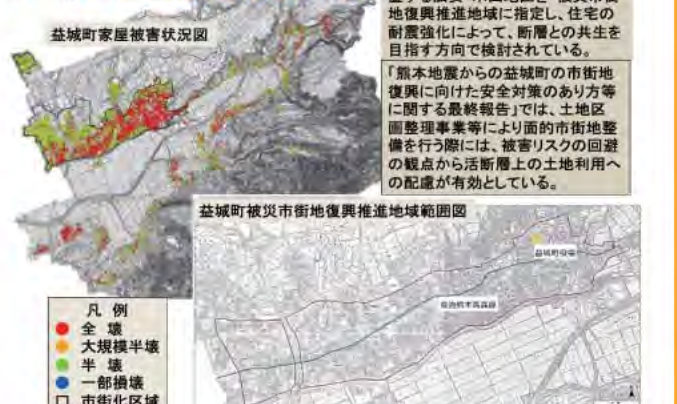 地復興推進地域に指定し、住宅の
耐震強化によって、断層との共生を
目指す方向で検討されている。
「熊本地震からの益城町の市街地
復興に向けた安全対策のあり方等
に関する最終報告」では、土地区
画整理事業等により面的市街地整
備を行う際には、被害リスクの回避
の観点から活断層上の土地利用へ
の配慮が有効としている。
益城町家屋被害状況図
益城町被災市街地復興推進地域範囲図
益城町役場
凡 例
全 壊
大規模半壊
半 壊
一部損壊
市街化区域